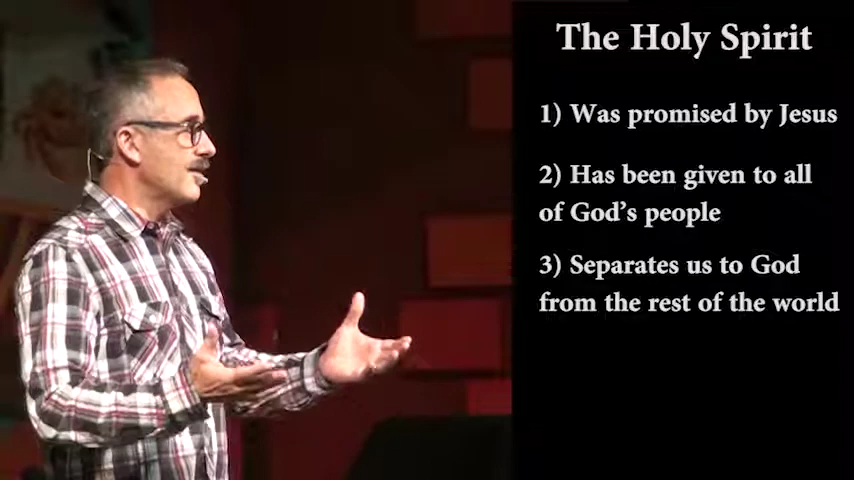 The Holy Spirit
1) Was promised by Jesus
2) Has been given to all
of God's people
3) Separates us to God
from the rest of the world